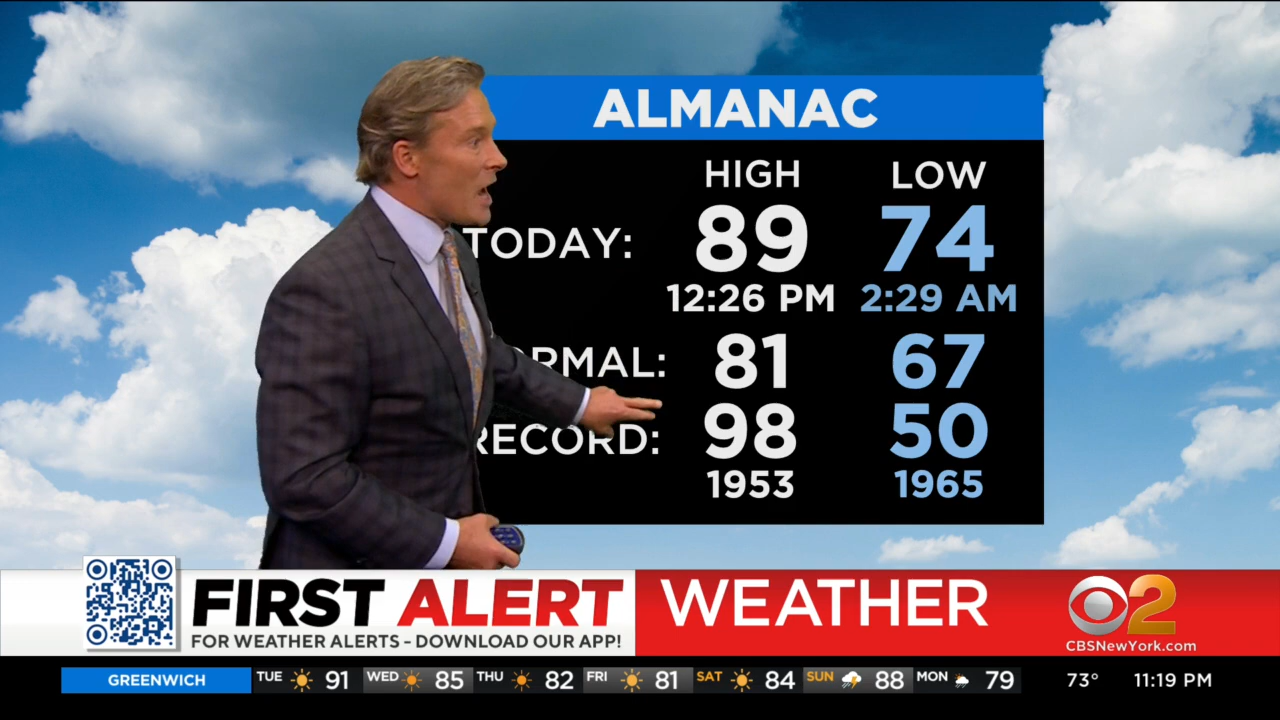 ALMANAC
HIGH LOW
TODAY: 89 74
12:26 PM 2:29 AM
ORMAL: 81 67
RECORD: 98 50
1953 1965
FIRST ALERT WEATHER 2
FOR WEATHER ALERTS - DOWNLOAD OUR APP! CBSNewYork.com
GREENWICH TUE 91 WED 85 THU 82 FRI 81 SAT 84 SUN 88 MON 79 73° 11:19 PM